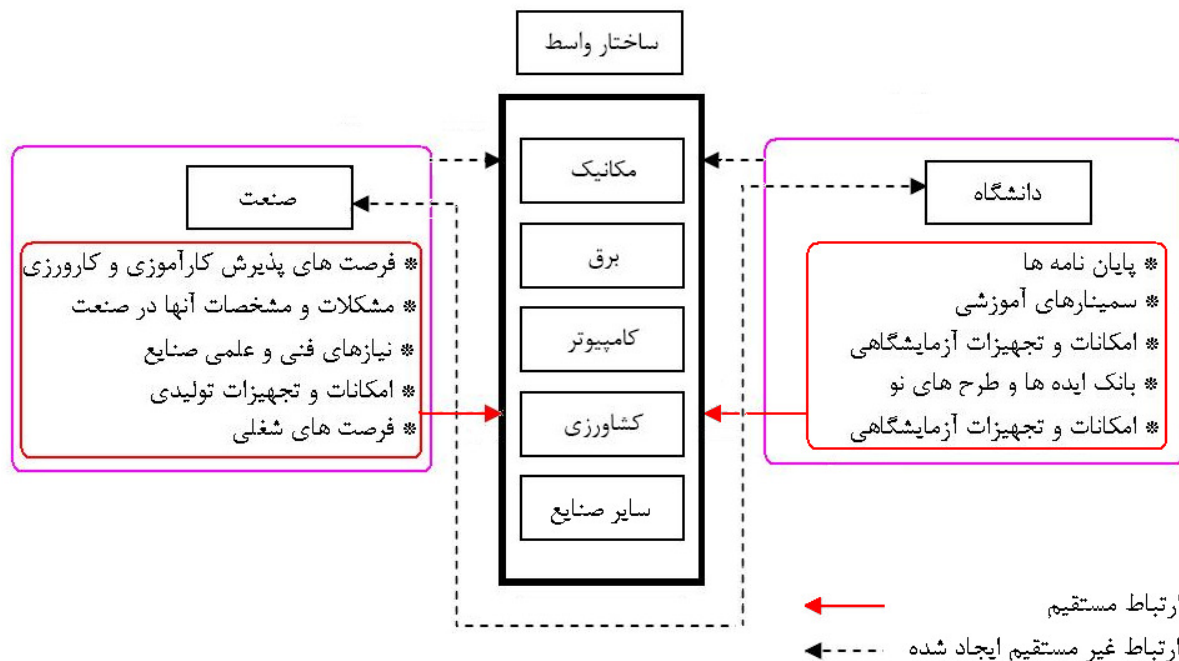 ساختار واسط
دانشگاه
* پایان نامه ها
* سمینارهای آموزشی
* امکانات و تجهیزات آزمایشگاهی
* بانک ایده ها و طرح های نو
* امکانات و تجهیزات آزمایشگاهی
مکانیک
برق
کامپیوتر
کشاورزی
سایر صنایع
صنعت
* فرصت های پذیرش کارآموزی و کارورزی
* مشکلات و مشخصات آنها در صنعت
* نیازهای فنی و علمی صنایع
* امکانات و تجهیزات تولیدی
* فرصت های شغلی
ارتباط مستقیم
ارتباط غیر مستقیم ایجاد شده